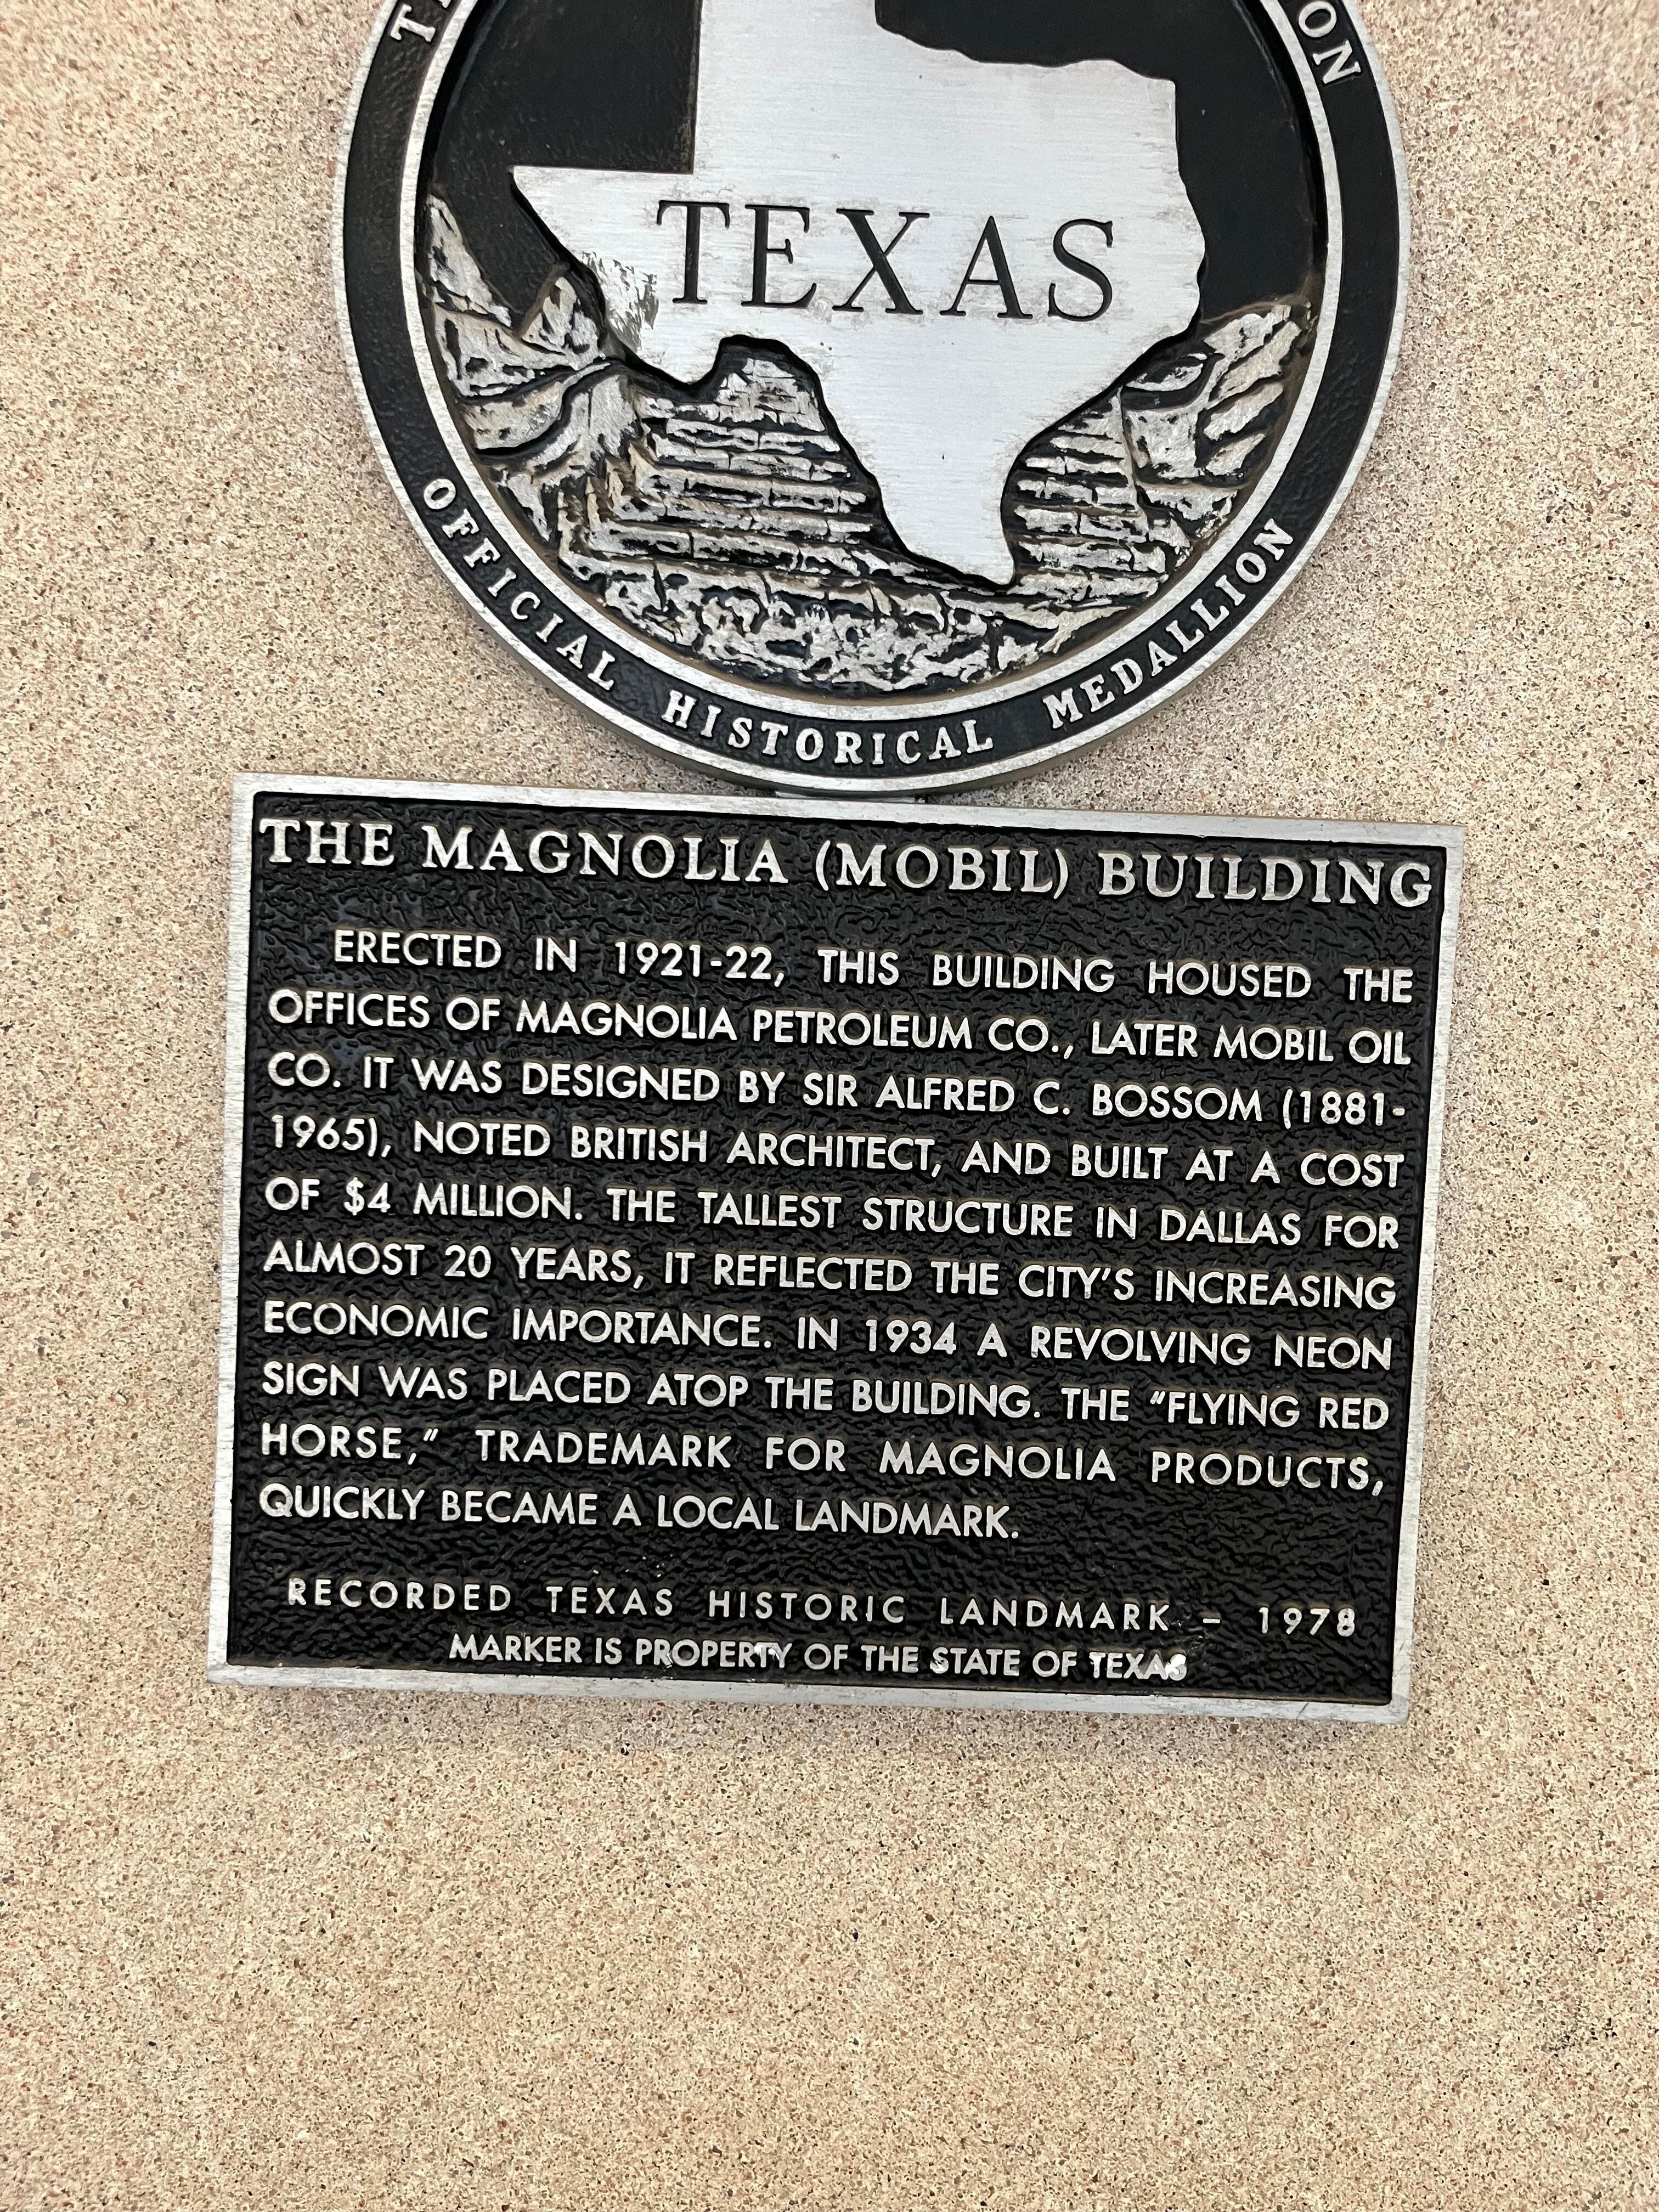 TEXAS
OFFICIAL HISTORICAL MEDALLION
THE MAGNOLIA (MOBIL) BUILDING
ERECTED IN 1921-22, THIS BUILDING HOUSED THE
OFFICES OF MAGNOLIA PETROLEUM CO., LATER MOBIL OIL
CO. IT WAS DESIGNED BY SIR ALFRED C. BOSSOM (1881-
1965), NOTED BRITISH ARCHITECT, AND BUILT AT A COST
OF $4 MILLION. THE TALLEST STRUCTURE IN DALLAS FOR
ALMOST 20 YEARS, IT REFLECTED THE CITY'S INCREASING
ECONOMIC IMPORTANCE. IN 1934 A REVOLVING NEON
SIGN WAS PLACED ATOP THE BUILDING. THE "FLYING RED
HORSE," TRADEMARK FOR MAGNOLIA PRODUCTS,
QUICKLY BECAME A LOCAL LANDMARK.
RECORDED TEXAS HISTORIC LANDMARK – 1978
MARKER IS PROPERTY OF THE STATE OF TEXAS